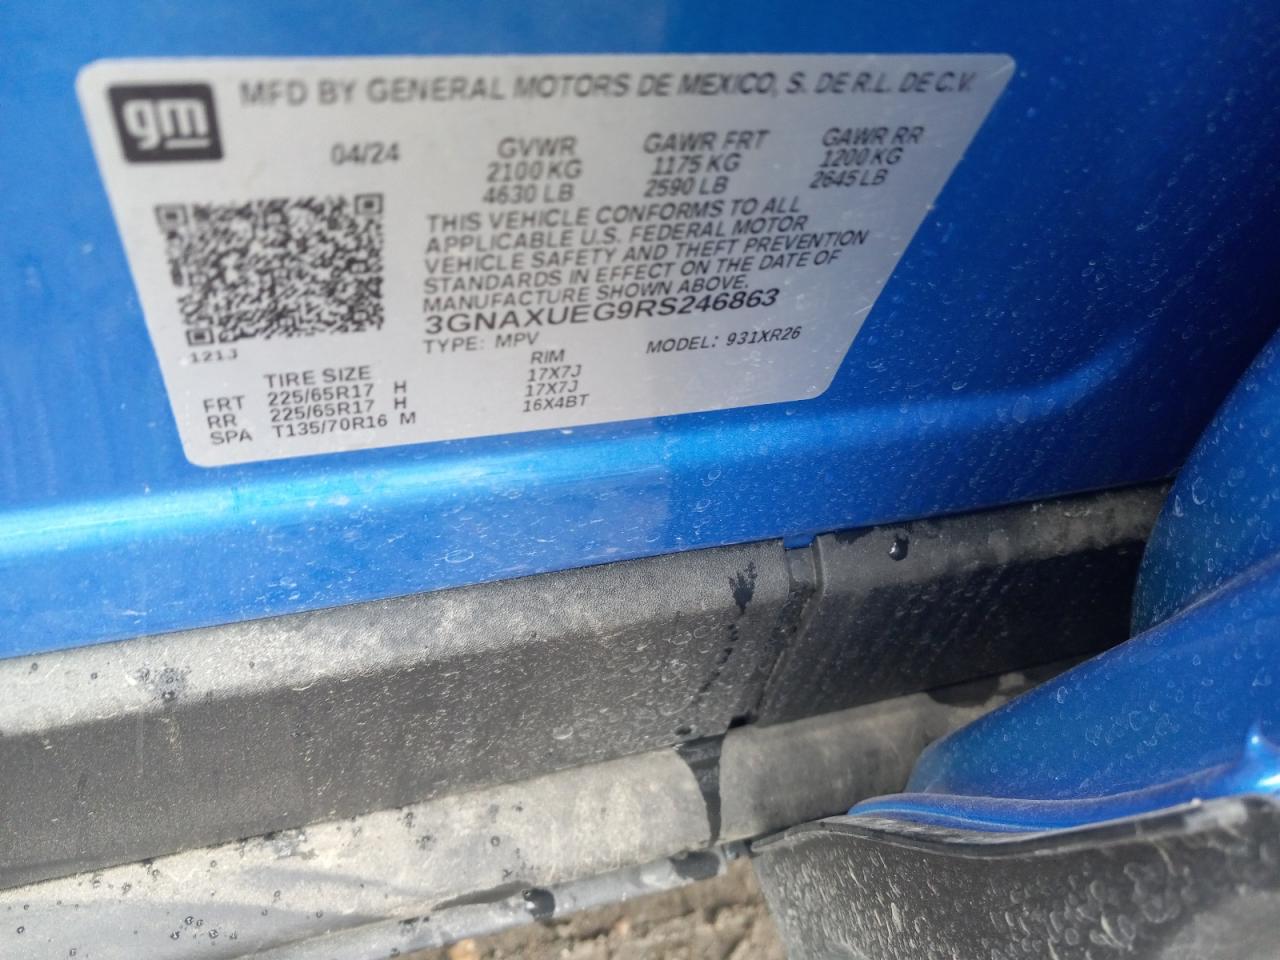 gm
MFD BY GENERAL MOTORS DE MEXICO, S. DE R.L. DE C.V.
04/24 GVWR GAWR FRT GAWR RR
2100 KG 1175 KG 1200 KG
4630 LB 2590 LB 2645 LB
THIS VEHICLE CONFORMS TO ALL
APPLICABLE U.S. FEDERAL MOTOR
VEHICLE SAFETY AND THEFT PREVENTION
STANDARDS IN EFFECT ON THE DATE OF
MANUFACTURE SHOWN ABOVE.
3GNAXUEG9RS246863
TYPE: MPV MODEL: 931XR26
121J
TIRE SIZE RIM
FRT 225/65R17 H 17X7J
RR 225/65R17 H 17X7J
SPA T135/70R16 M 16X4BT